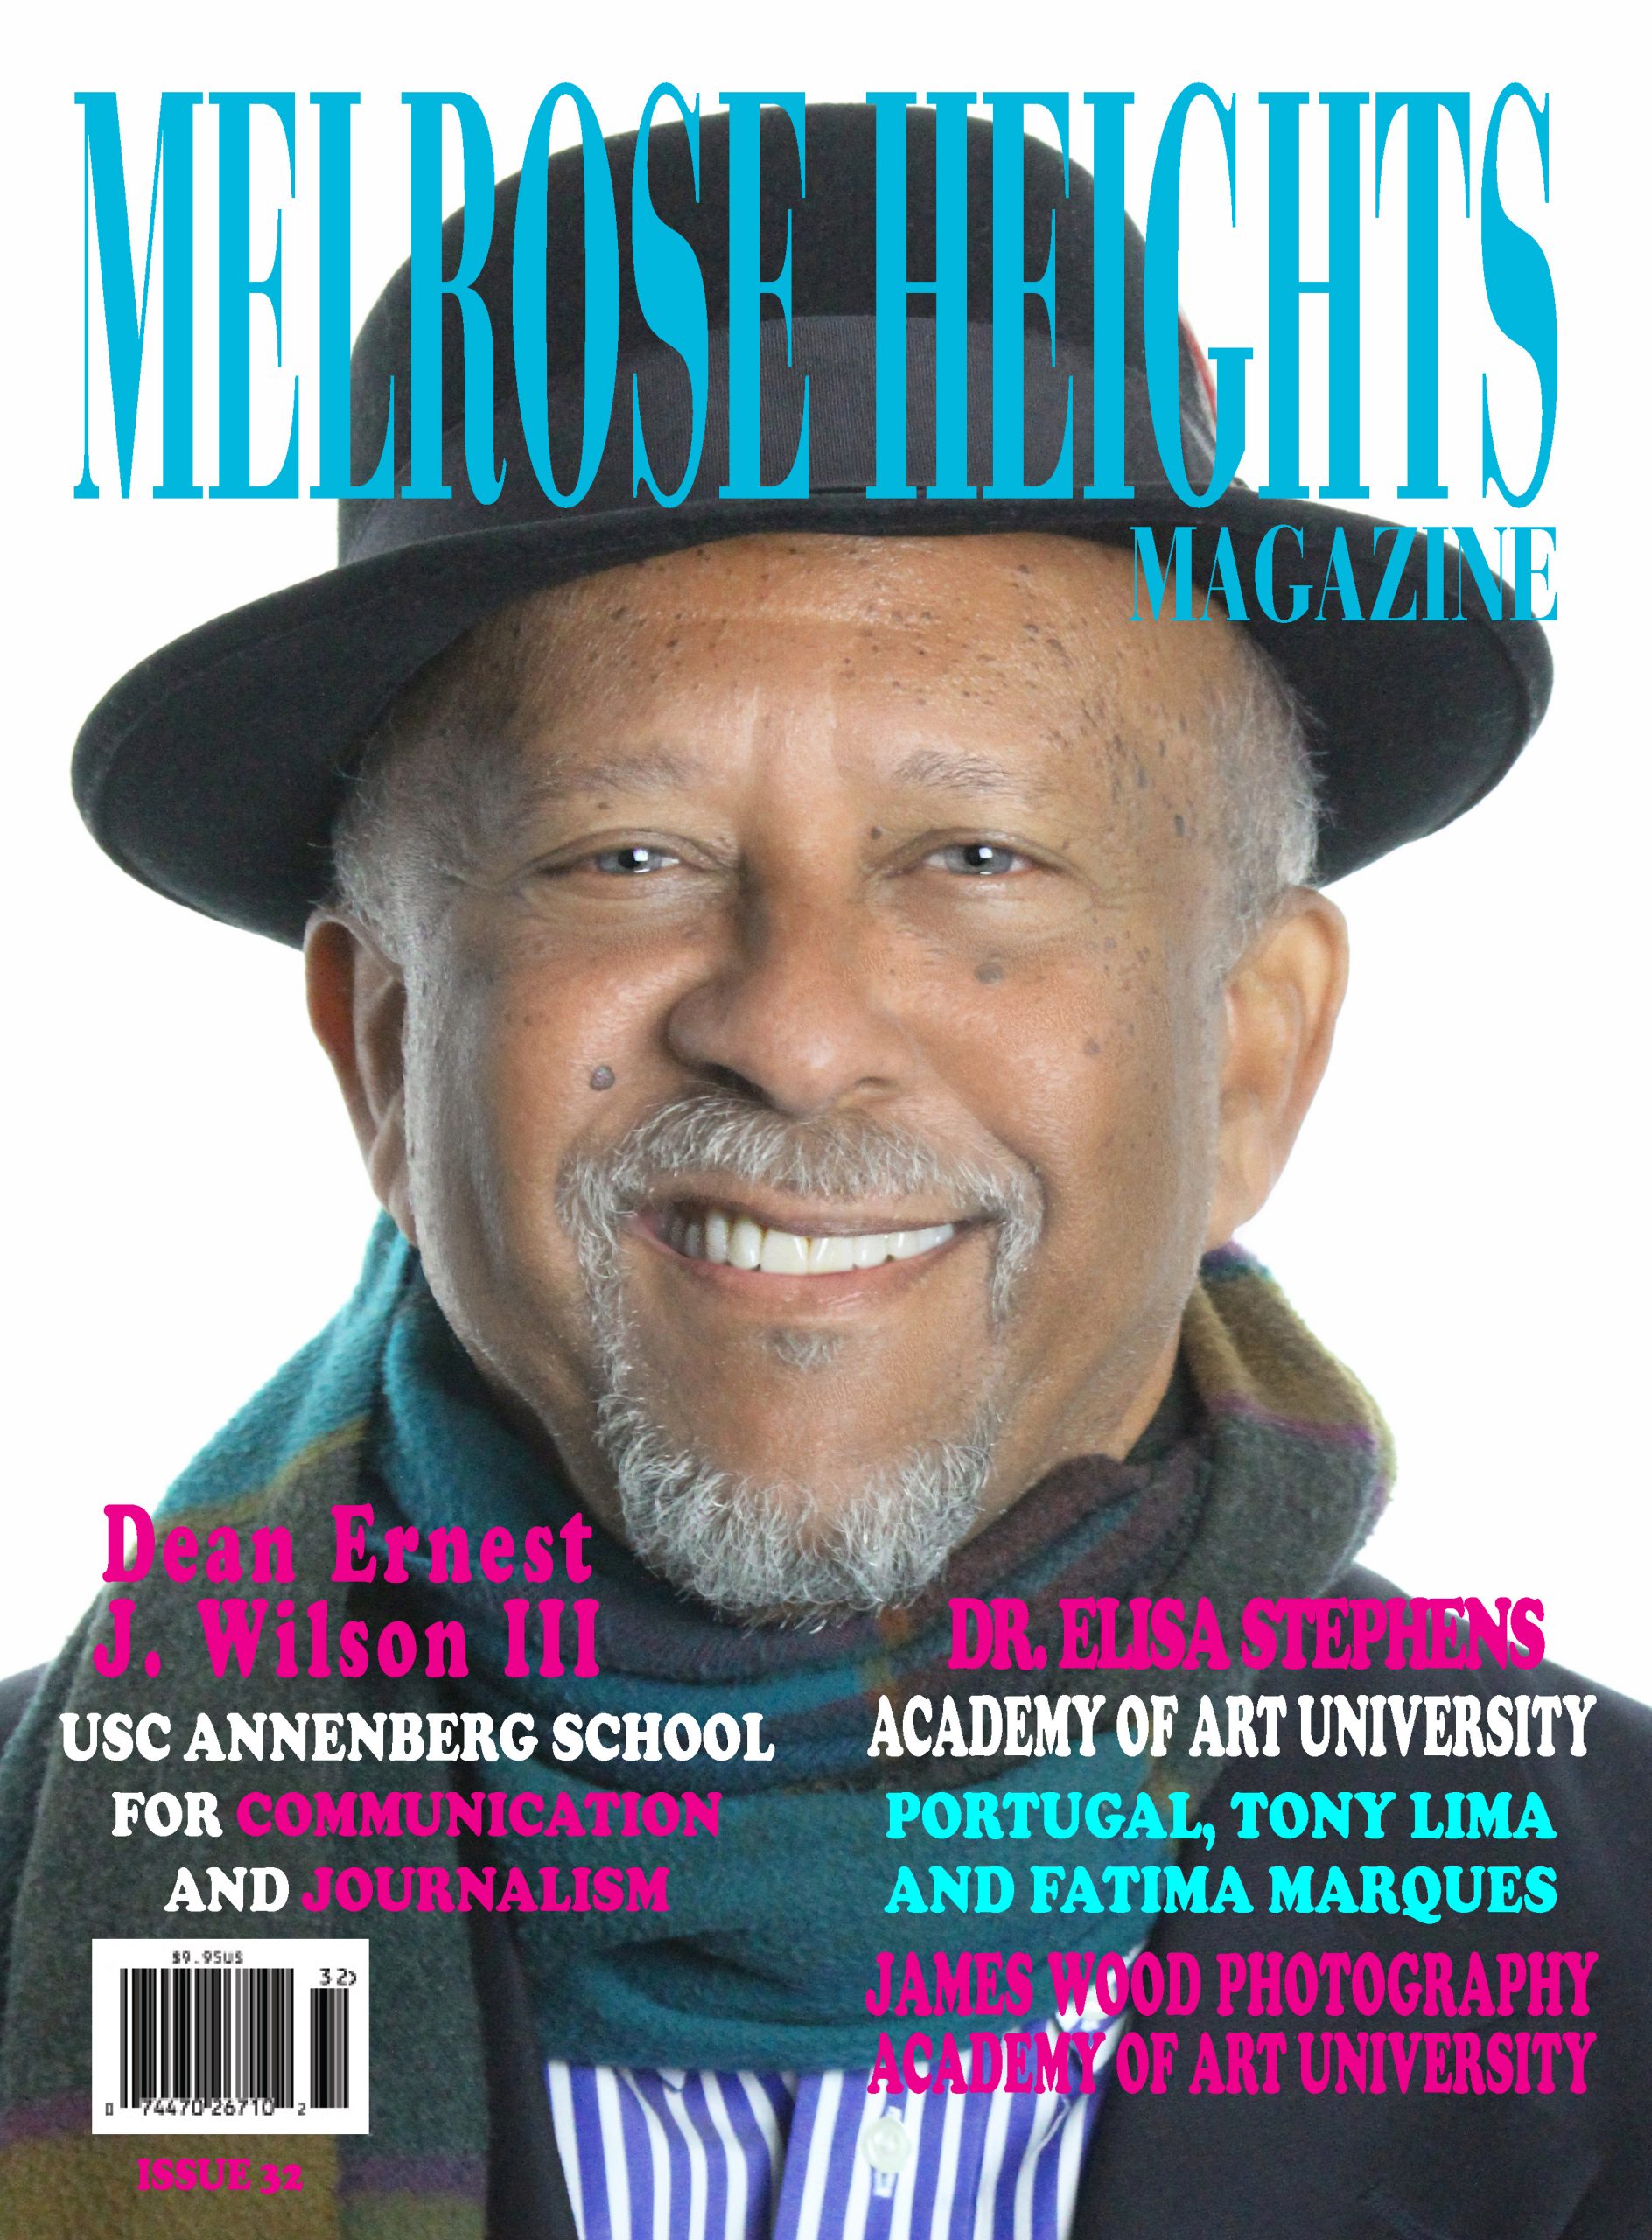 MELROSE HEIGHTS
MAGAZINE
Dean Ernest
J. Wilson III
USC ANNENBERG SCHOOL
FOR COMMUNICATION
AND JOURNALISM
DR. ELISA STEPHENS
ACADEMY OF ART UNIVERSITY
PORTUGAL, TONY LIMA
AND FATIMA MARQUES
JAMES WOOD PHOTOGRAPHY
ACADEMY OF ART UNIVERSITY
$9.95US
32>
0 74470 26710 2
ISSUE 32